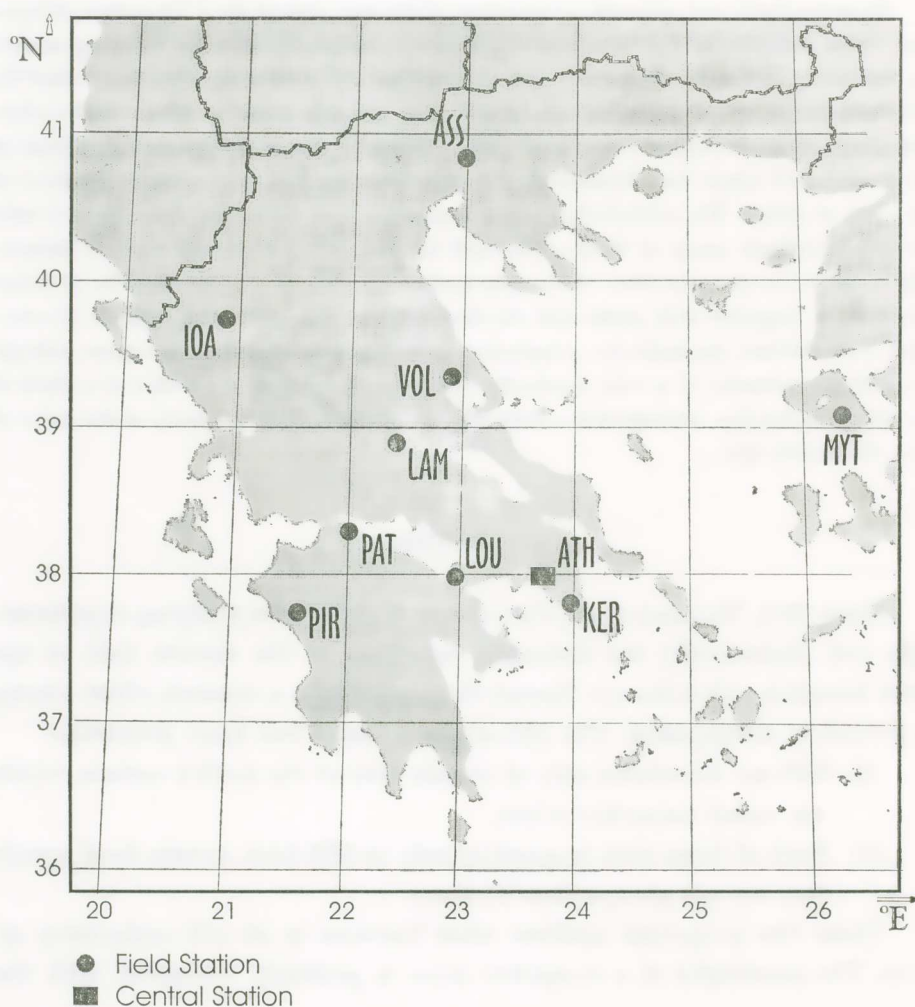 °N
ASS
41
40
IOA
VOL
39
LAM
MYT
PAT
LOU
ATH
38
PIR
KER
37
36
20 21 22 23 24 25 26 °E
Field Station
Central Station